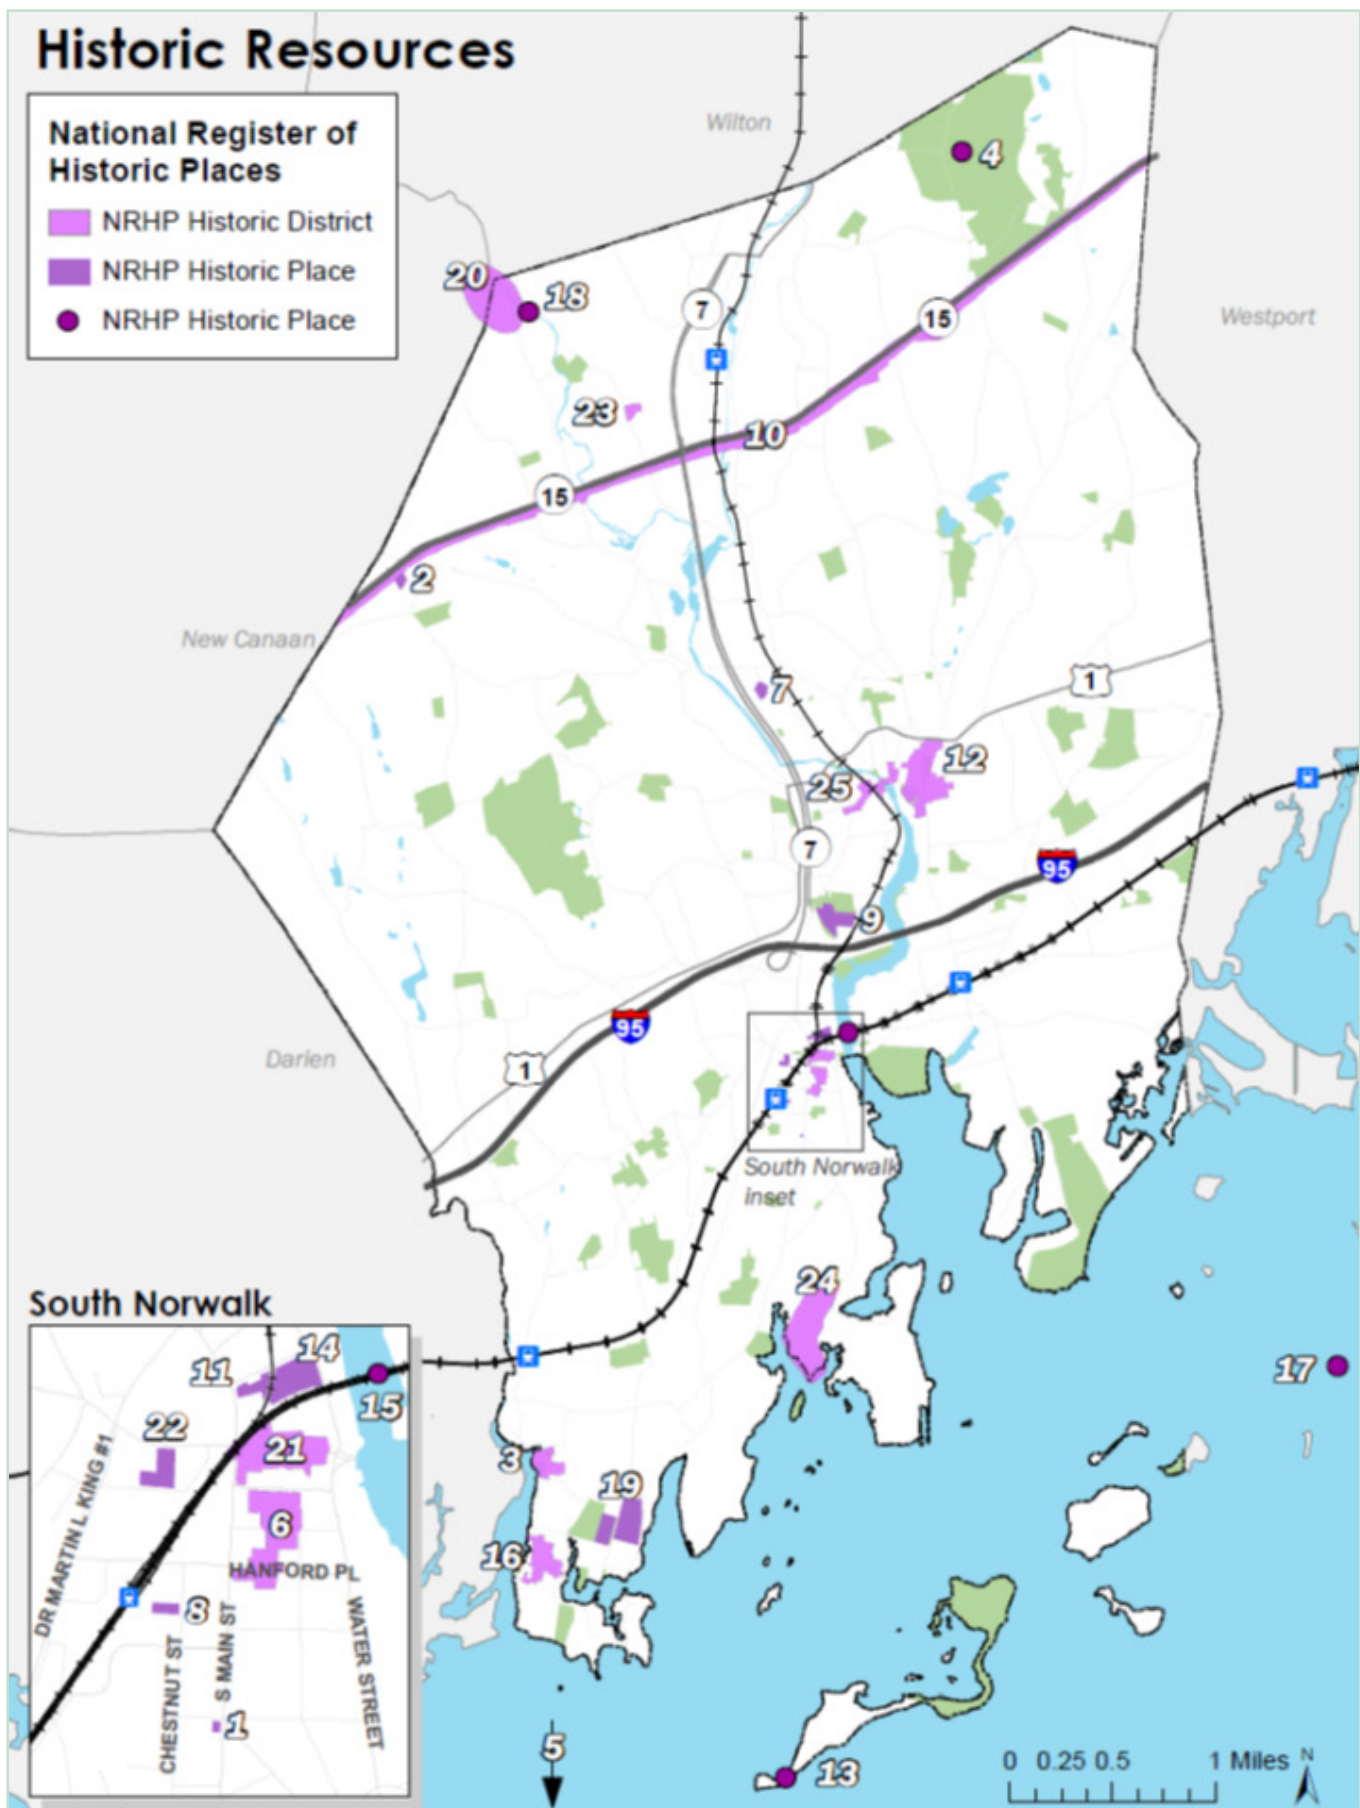 Historic Resources
National Register of
Historic Places
NRHP Historic District
NRHP Historic Place
NRHP Historic Place
Wilton
4
20
18
7
15
Westport
23
10
15
2
New Canaan
7
1
12
25
7
95
9
95
Darien
1
South Norwalk
inset
24
17
3
19
16
5
13
0 0.25 0.5 1 Miles
N
South Norwalk
14
11
15
22
21
6
DR MARTIN L KING #1
HANFORD PL
8
CHESTNUT ST
S MAIN ST
WATER STREET
1